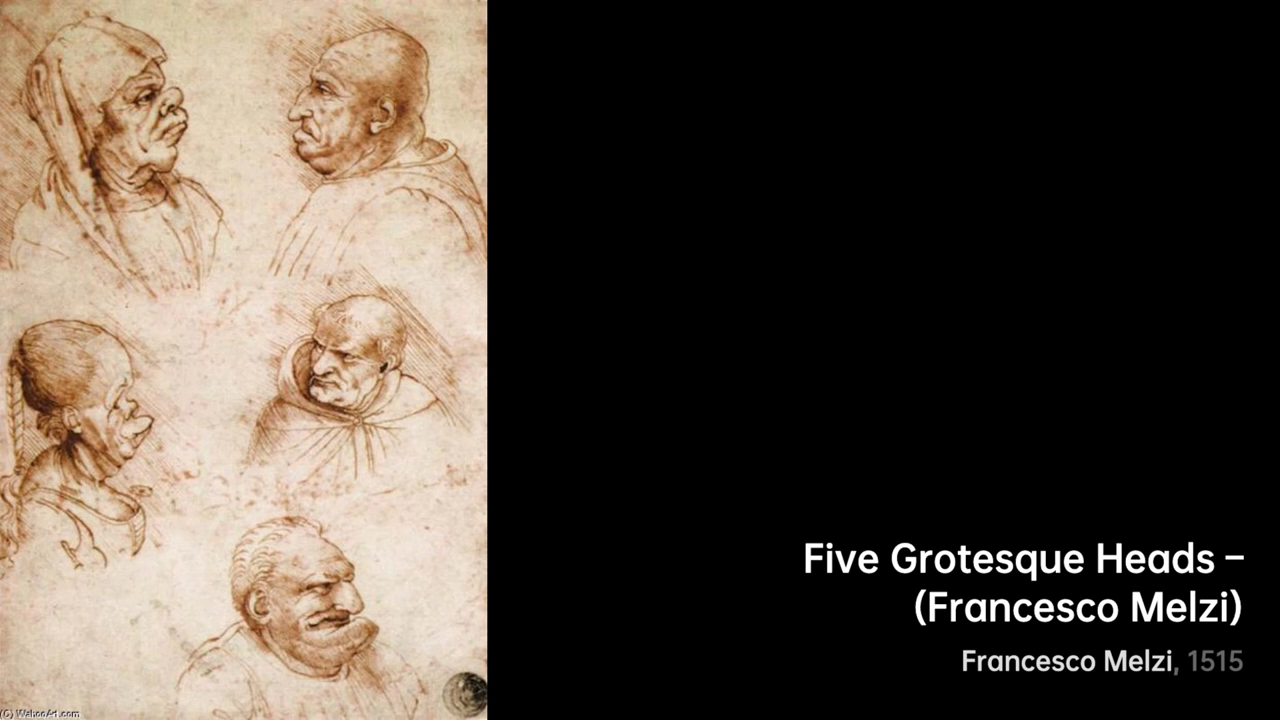 Five Grotesque Heads –
(Francesco Melzi)
Francesco Melzi, 1515
(C) WahooArt.com